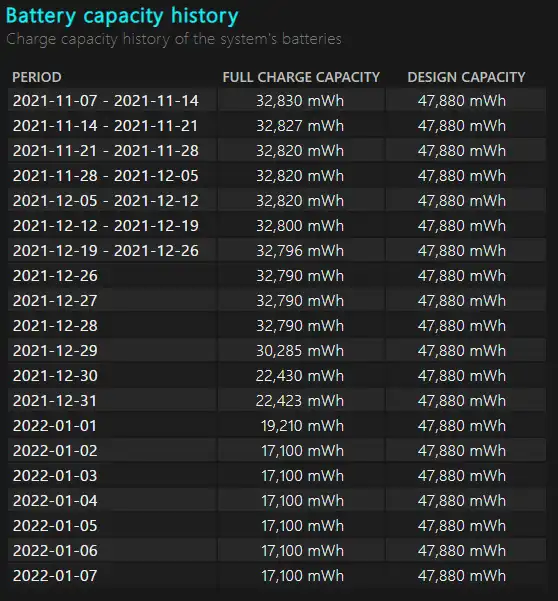 Battery capacity history
Charge capacity history of the system's batteries
PERIOD FULL CHARGE CAPACITY DESIGN CAPACITY
2021-11-07 - 2021-11-14 32,830 mWh 47,880 mWh
2021-11-14 - 2021-11-21 32,827 mWh 47,880 mWh
2021-11-21 - 2021-11-28 32,820 mWh 47,880 mWh
2021-11-28 - 2021-12-05 32,820 mWh 47,880 mWh
2021-12-05 - 2021-12-12 32,820 mWh 47,880 mWh
2021-12-12 - 2021-12-19 32,800 mWh 47,880 mWh
2021-12-19 - 2021-12-26 32,796 mWh 47,880 mWh
2021-12-26 32,790 mWh 47,880 mWh
2021-12-27 32,790 mWh 47,880 mWh
2021-12-28 32,790 mWh 47,880 mWh
2021-12-29 30,285 mWh 47,880 mWh
2021-12-30 22,430 mWh 47,880 mWh
2021-12-31 22,423 mWh 47,880 mWh
2022-01-01 19,210 mWh 47,880 mWh
2022-01-02 17,100 mWh 47,880 mWh
2022-01-03 17,100 mWh 47,880 mWh
2022-01-04 17,100 mWh 47,880 mWh
2022-01-05 17,100 mWh 47,880 mWh
2022-01-06 17,100 mWh 47,880 mWh
2022-01-07 17,100 mWh 47,880 mWh